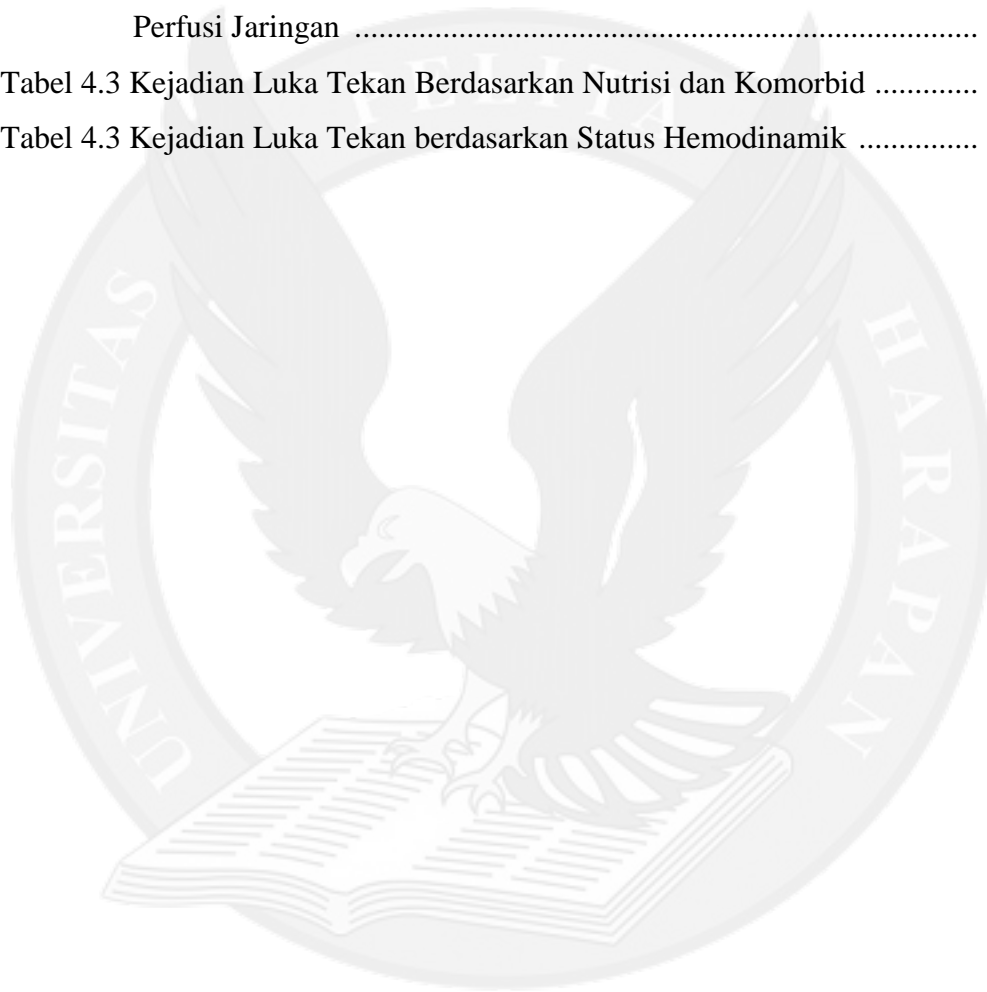 Perfusi Jaringan ..............................................................................
Tabel 4.3 Kejadian Luka Tekan Berdasarkan Nutrisi dan Komorbid .............
Tabel 4.3 Kejadian Luka Tekan berdasarkan Status Hemodinamik ...............
UNIVERSITAS PELITA HARAPAN